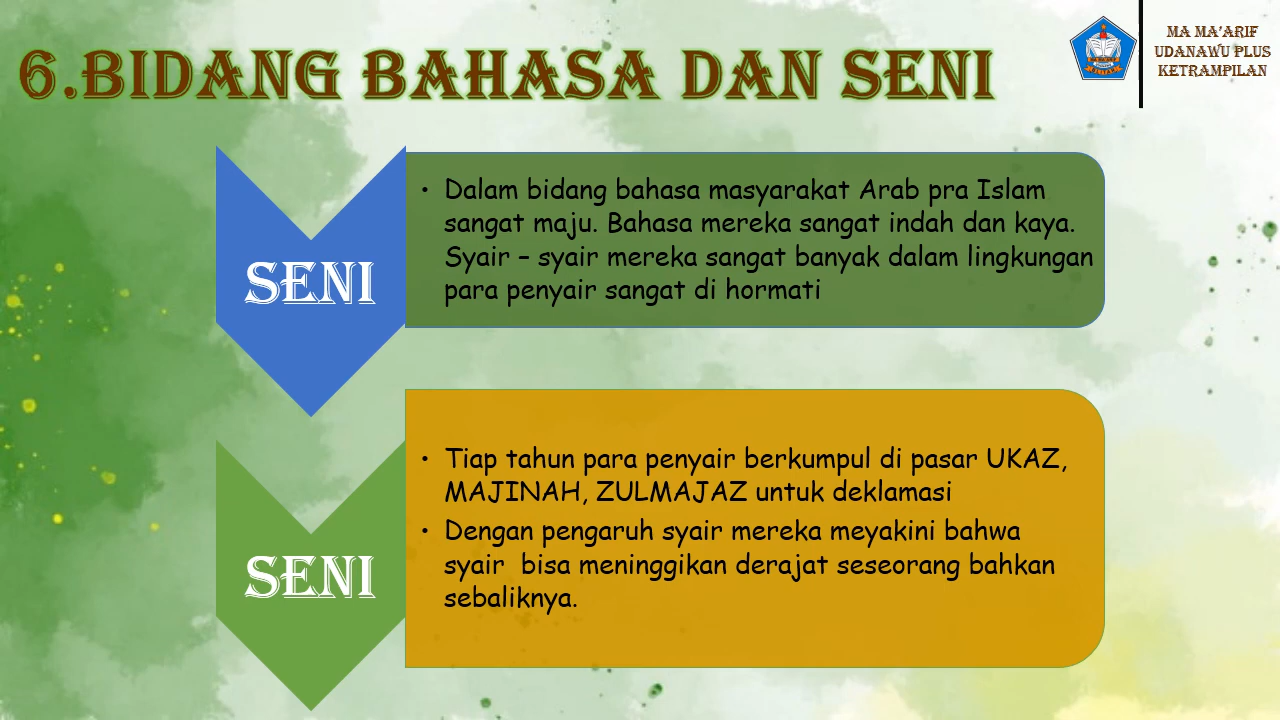 6.BIDANG BAHASA DAN SENI
MA MA'ARIF
UDANAWU PLUS
KETRAMPILAN
SENI
• Dalam bidang bahasa masyarakat Arab pra Islam
sangat maju. Bahasa mereka sangat indah dan kaya.
Syair – syair mereka sangat banyak dalam lingkungan
para penyair sangat di hormati
SENI
• Tiap tahun para penyair berkumpul di pasar UKAZ,
MAJINAH, ZULMAJAZ untuk deklamasi
• Dengan pengaruh syair mereka meyakini bahwa
syair  bisa meninggikan derajat seseorang bahkan
sebaliknya.